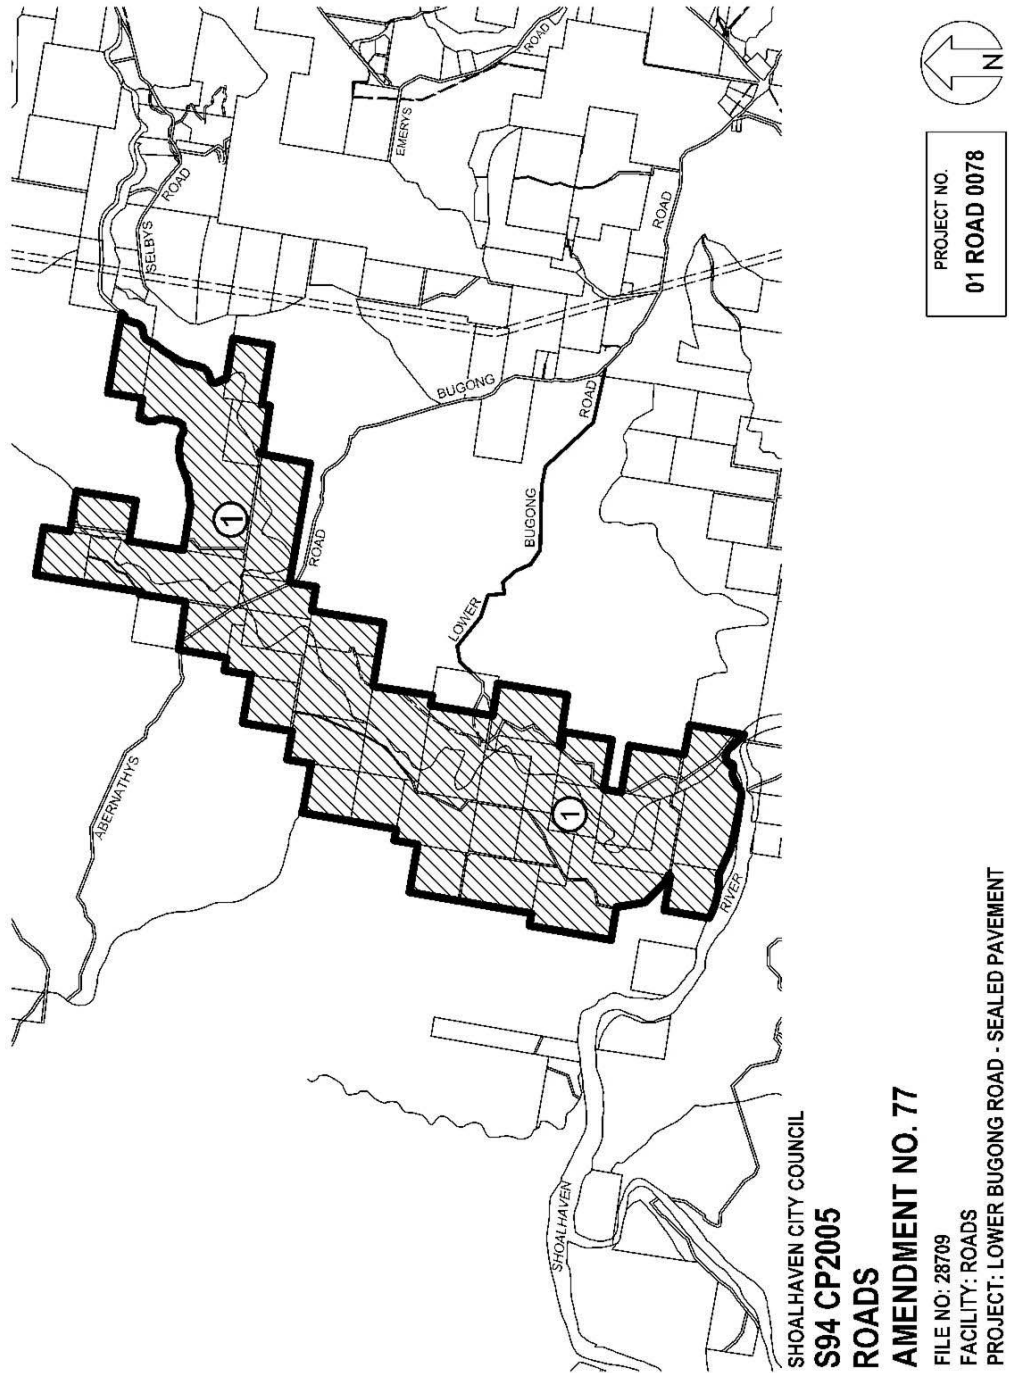 SELBYS
ROAD
EMERYS
ROAD
BUGONG
ROAD
ROAD
BUGONG
ROAD
LOWER
BUGONG
ROAD
ABERNATHYS
1
1
SHOALHAVEN
RIVER
SHOALHAVEN CITY COUNCIL
S94 CP2005
ROADS
AMENDMENT NO. 77
FILE NO: 28709
FACILITY: ROADS
PROJECT: LOWER BUGONG ROAD - SEALED PAVEMENT
PROJECT NO.
01 ROAD 0078
N